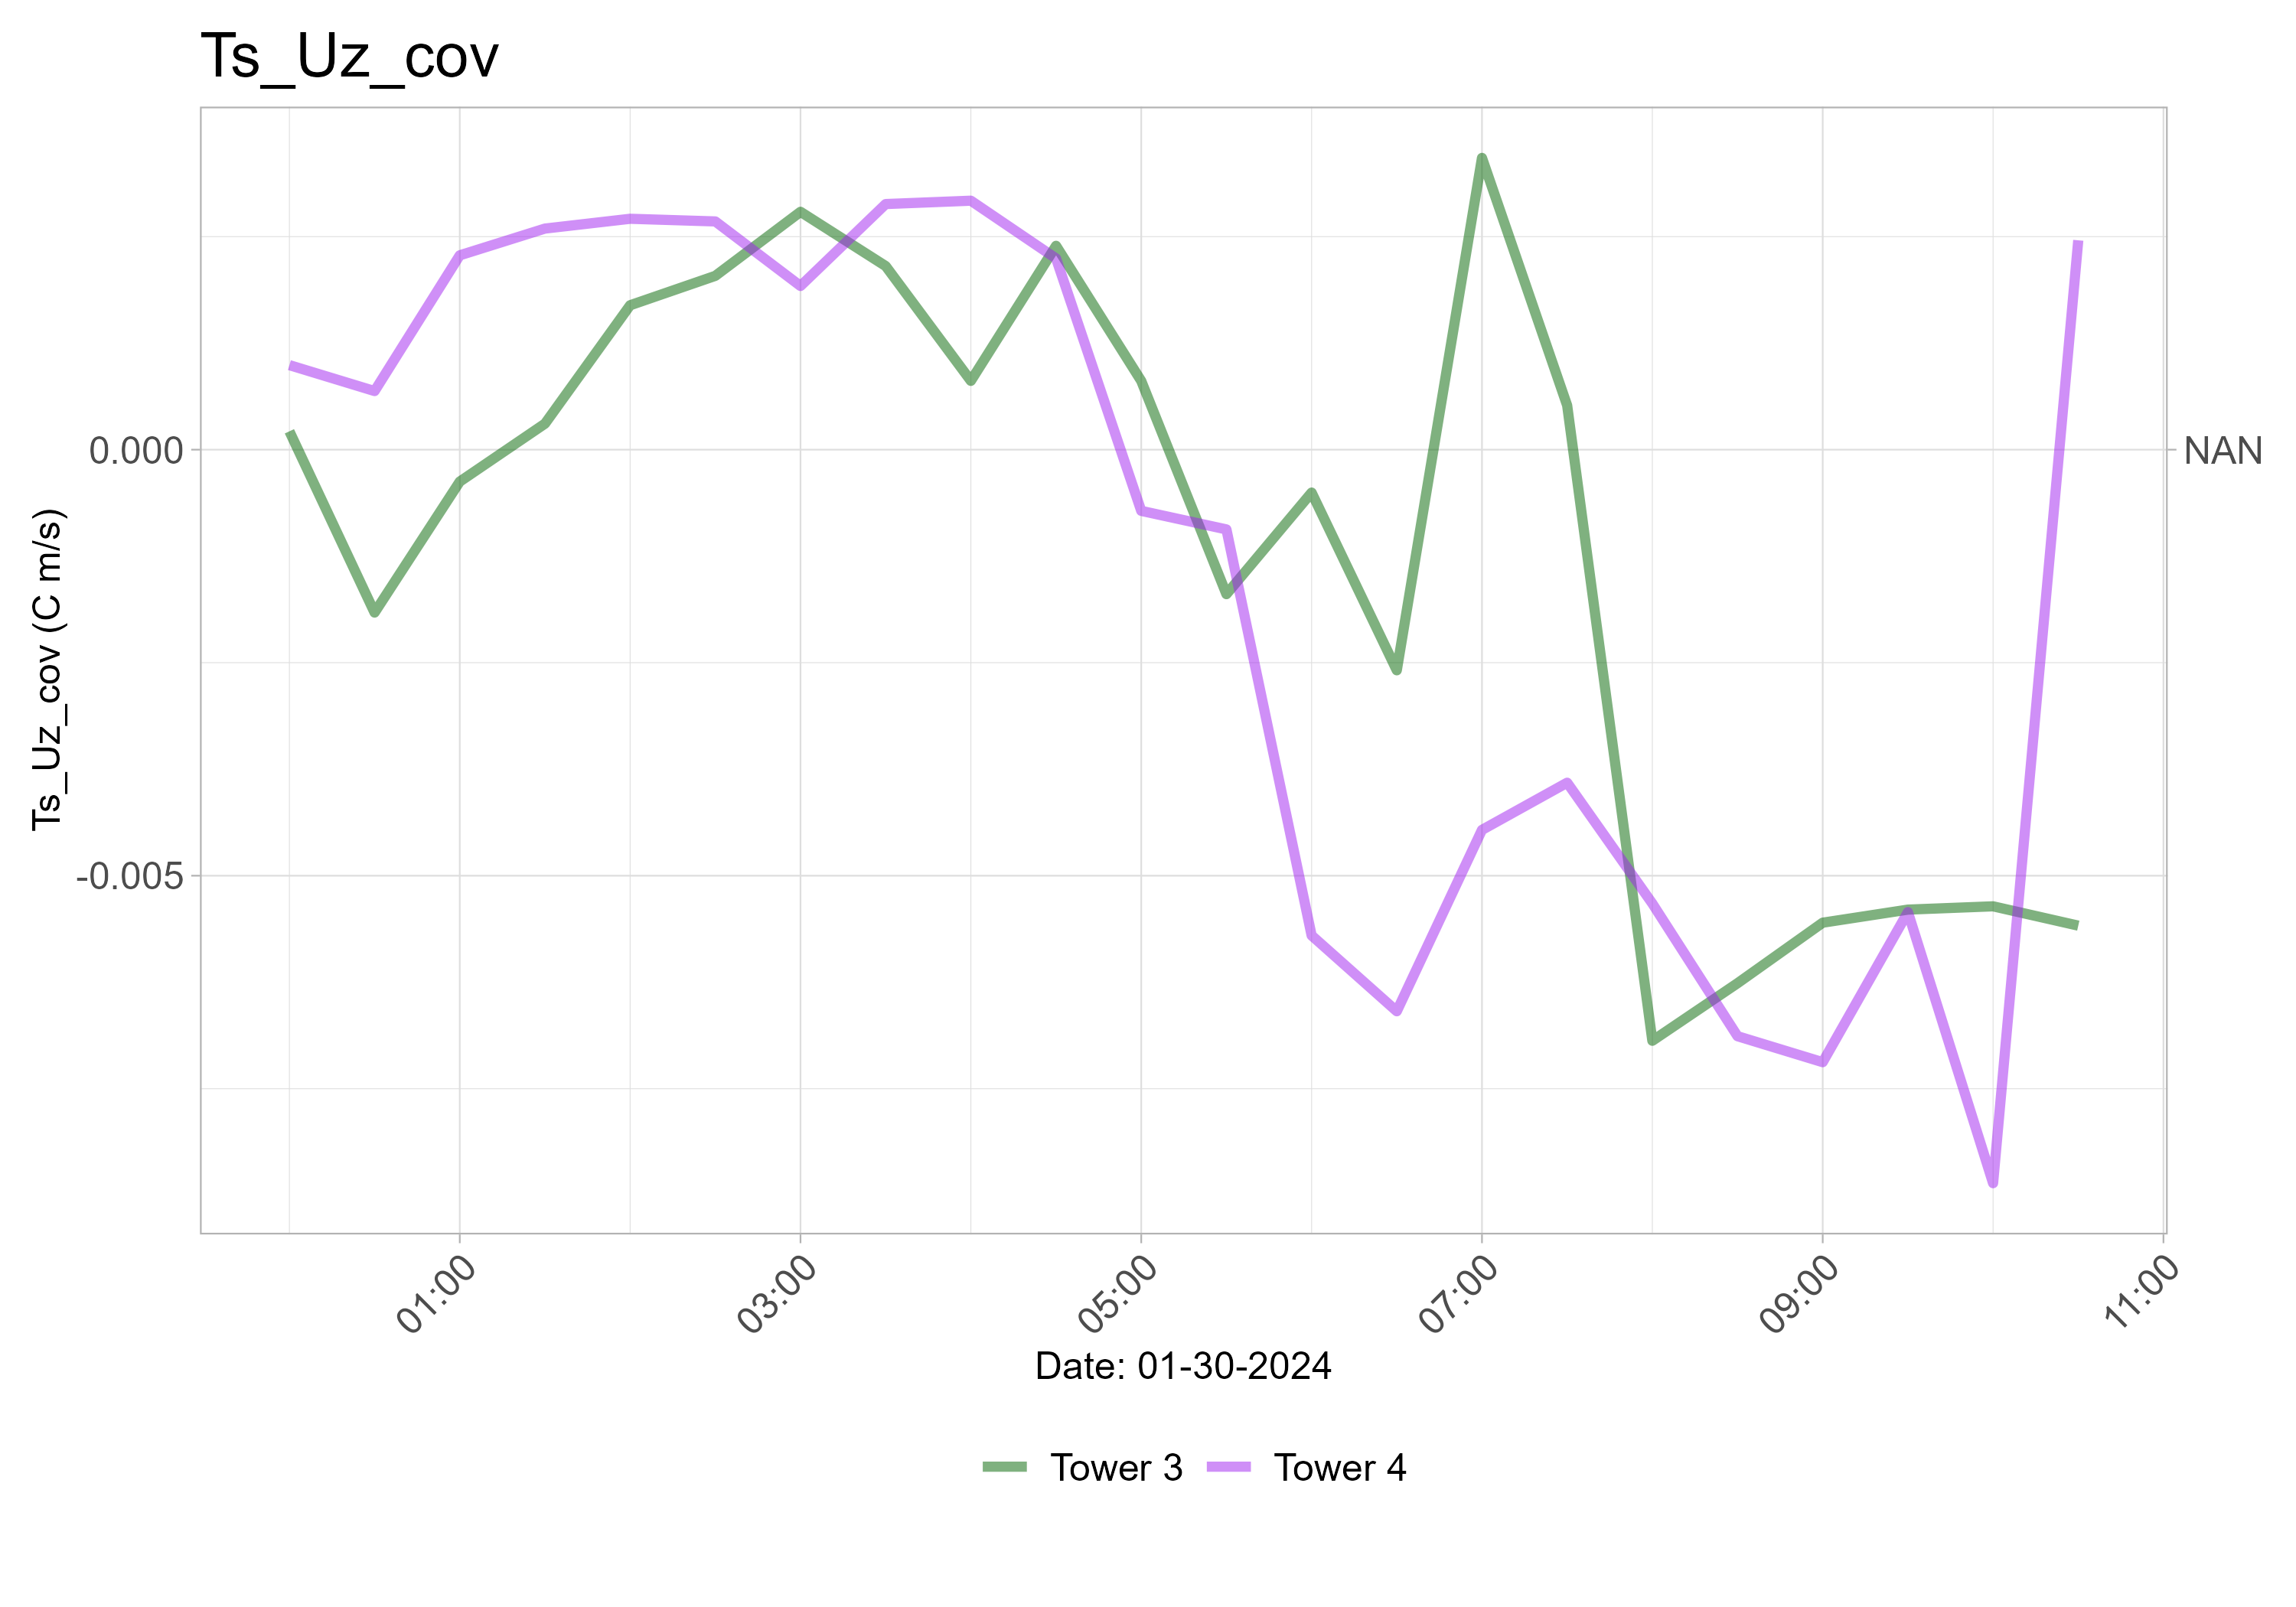 Ts_Uz_cov
Ts_Uz_cov (C m/s)
0.000
-0.005
NAN
01:00
03:00
05:00
07:00
09:00
11:00
Date: 01-30-2024
Tower 3
Tower 4